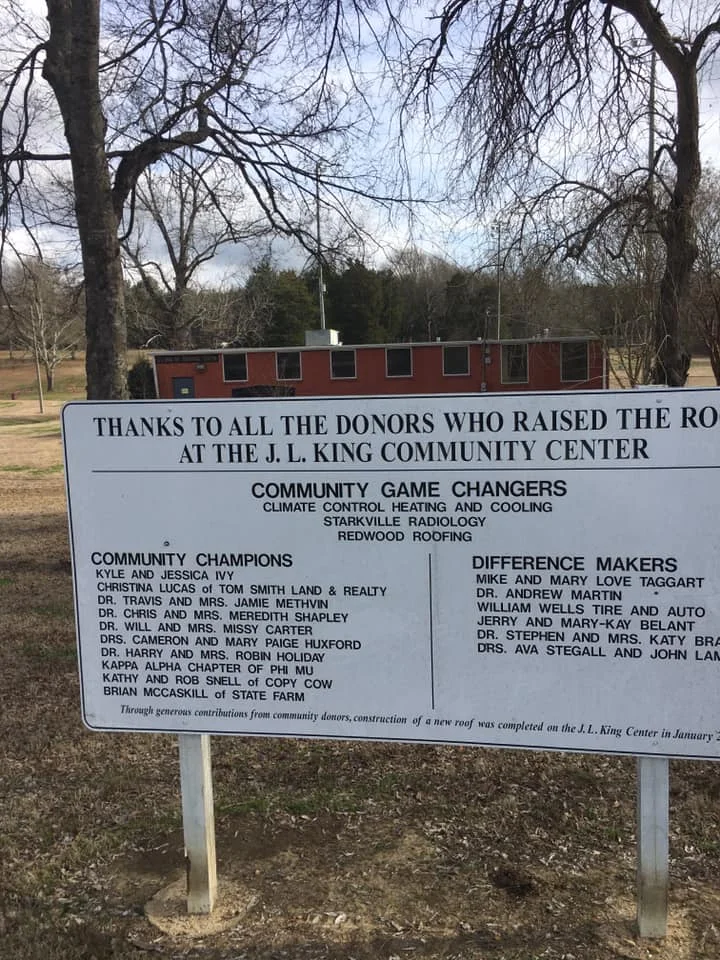 THANKS TO ALL THE DONORS WHO RAISED THE RO
AT THE J. L. KING COMMUNITY CENTER
COMMUNITY GAME CHANGERS
CLIMATE CONTROL HEATING AND COOLING
STARKVILLE RADIOLOGY
REDWOOD ROOFING
COMMUNITY CHAMPIONS
KYLE AND JESSICA IVY
CHRISTINA LUCAS of TOM SMITH LAND & REALTY
DR. TRAVIS AND MRS. JAMIE METHVIN
DR. CHRIS AND MRS. MEREDITH SHAPLEY
DR. WILL AND MRS. MISSY CARTER
DRS. CAMERON AND MARY PAIGE HUXFORD
DR. HARRY AND MRS. ROBIN HOLIDAY
KAPPA ALPHA CHAPTER OF PHI MU
KATHY AND ROB SNELL of COPY COW
BRIAN MCCASKILL of STATE FARM
DIFFERENCE MAKERS
MIKE AND MARY LOVE TAGGART
DR. ANDREW MARTIN
WILLIAM WELLS TIRE AND AUTO
JERRY AND MARY-KAY BELANT
DR. STEPHEN AND MRS. KATY BRA
DRS. AVA STEGALL AND JOHN LAM
Through generous contributions from community donors, construction of a new roof was completed on the J. L. King Center in January